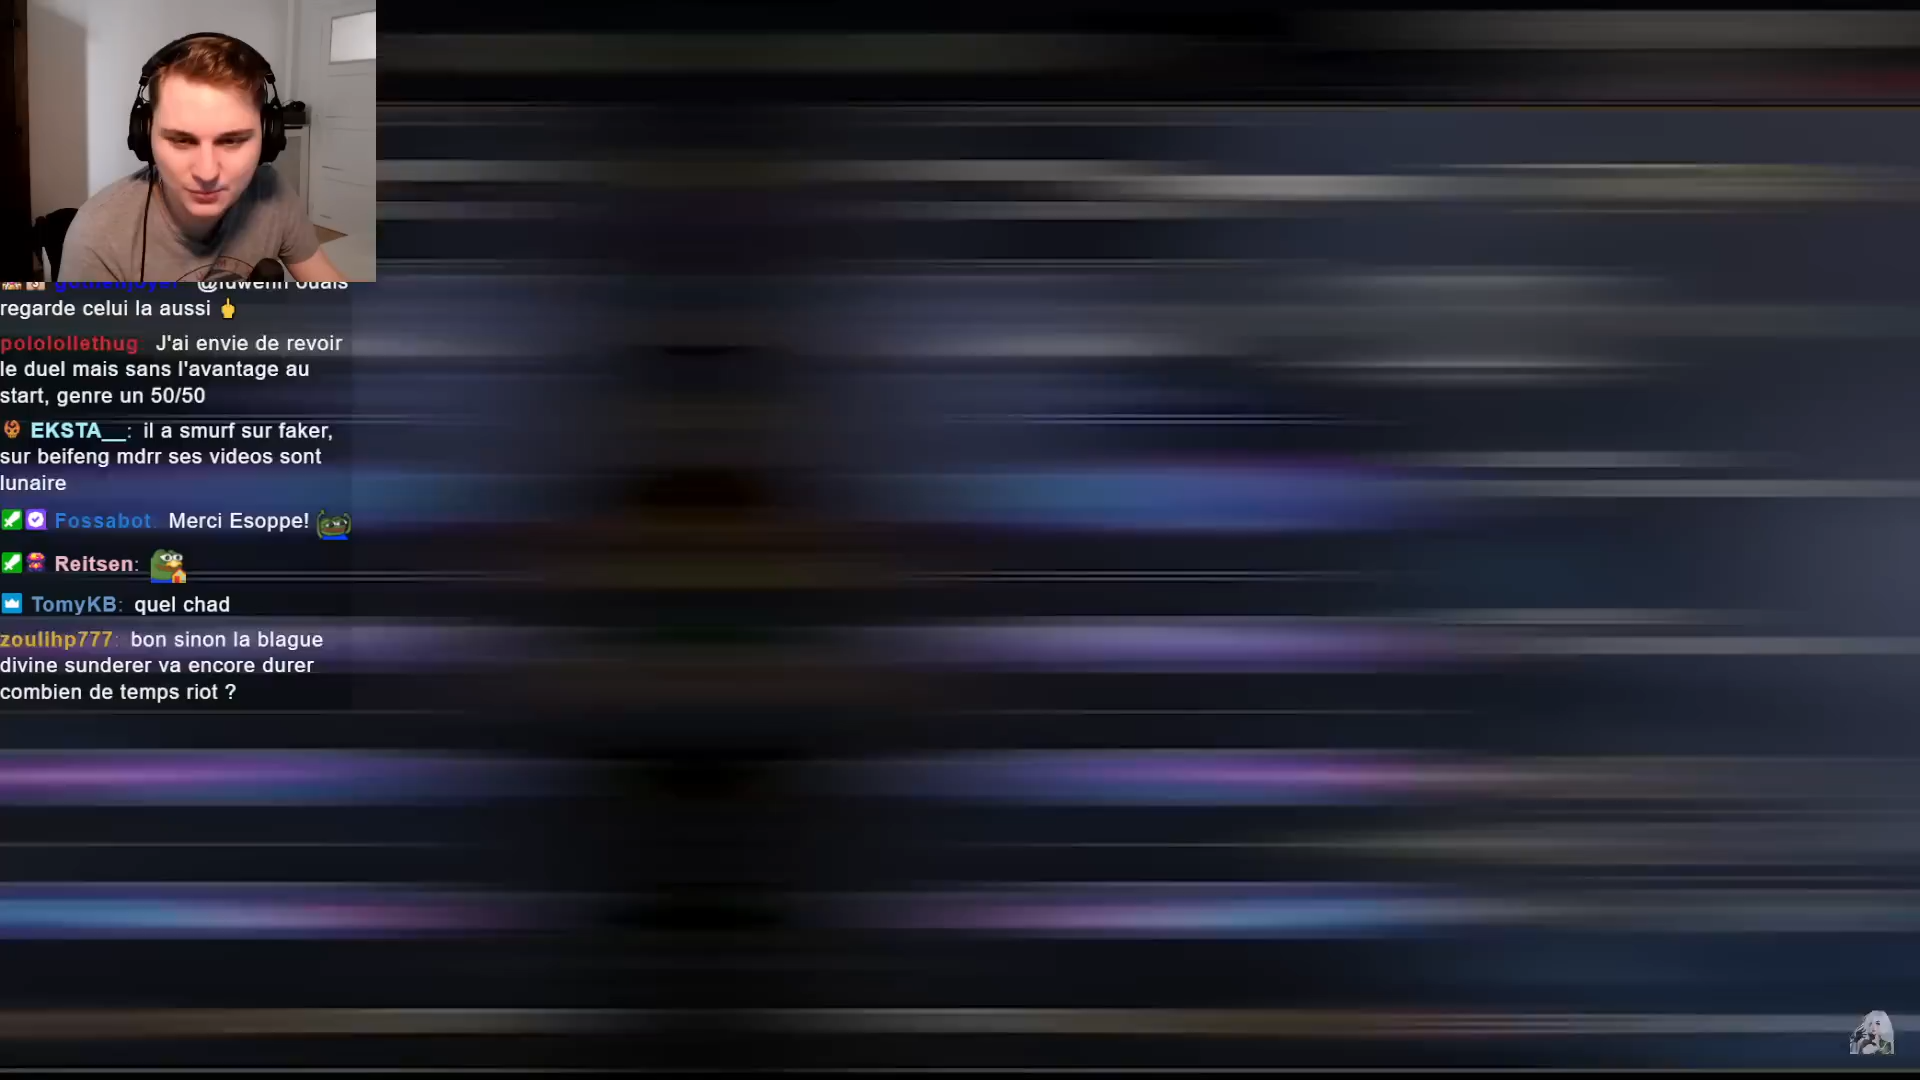 ouais
regarde celui la aussi
pololollethug: J'ai envie de revoir
le duel mais sans l'avantage au
start, genre un 50/50
EKSTA__: il a smurf sur faker,
sur beifeng mdrr ses videos sont
lunaire
Fossabot: Merci Esoppe!
Reitsen:
TomyKB: quel chad
zoulihp777: bon sinon la blague
divine sunderer va encore durer
combien de temps riot ?